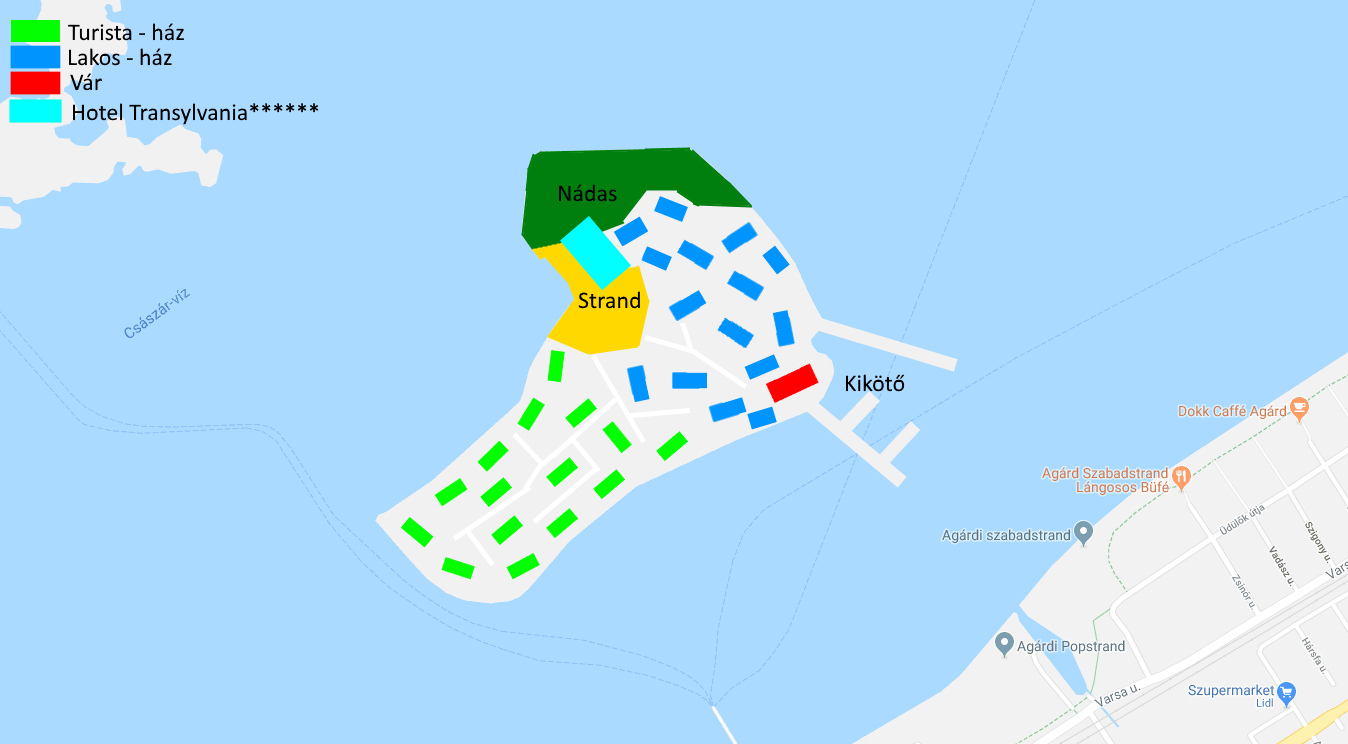 Turista - ház
Lakos - ház
Vár
Hotel Transylvania******
Nádas
Császár-víz
Strand
Kikötő
Dokk Caffé Agárd
Agárd Szabadstrand
Lángosos Büfé
Üdülők útja
Szigony u.
Agárdi szabadstrand
Vadász u.
Vars
Zsinór u.
Agárdi Popstrand
Hársfa u.
Varsa u.
Szupermarket
Lidl